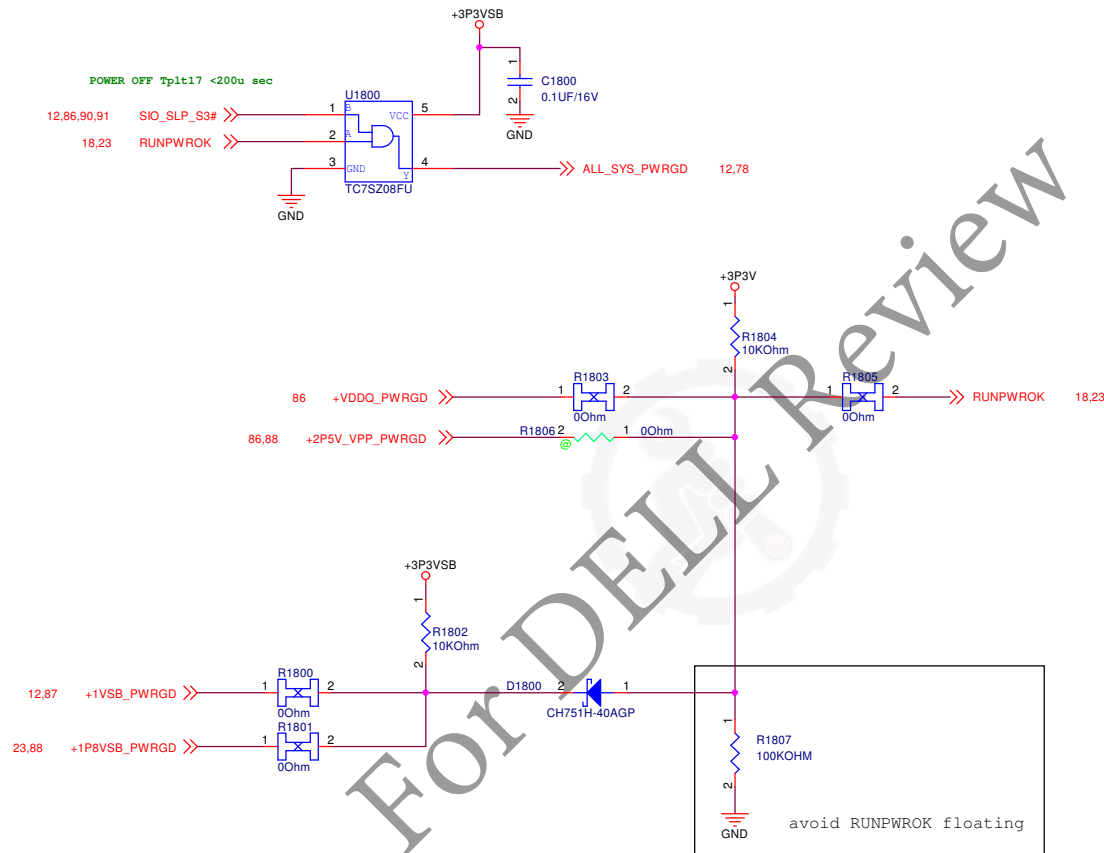 +3P3VSB
POWER OFF Tplt17 <200u sec
1
C1800
0.1UF/16V
2
GND
U1800
12,86,90,91 SIO_SLP_S3# 1 B VCC 5
18,23 RUNPWROK 2 A
3 GND Y 4 ALL_SYS_PWRGD 12,78
TC7SZ08FU
GND
+3P3V
1
R1804
10KOhm
2
R1803
86 +VDDQ_PWRGD 1 2
0Ohm
R1805
1 2 RUNPWROK 18,23
0Ohm
86,88 +2P5V_VPP_PWRGD R1806 2 1 0Ohm
@
+3P3VSB
1
R1802
10KOhm
2
R1800
12,87 +1VSB_PWRGD 1 2
0Ohm
D1800 2 1
CH751H-40AGP
R1801
23,88 +1P8VSB_PWRGD 1 2
0Ohm
1
R1807
100KOHM
2
GND
avoid RUNPWROK floating
For DELL Review